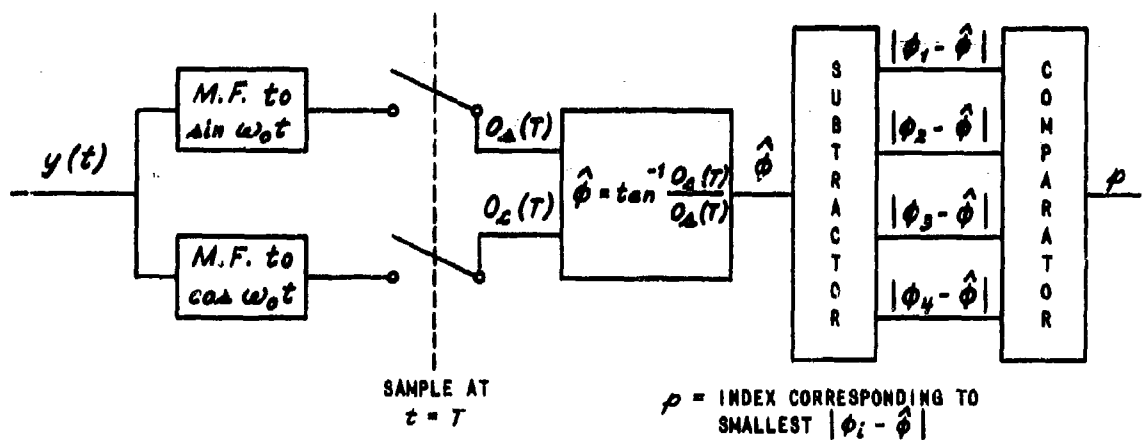 y(t)
M.F. to
sin ω₀t
M.F. to
cos ω₀t
SAMPLE AT
t = T
O_s(T)
O_c(T)
φ̂ = tan⁻¹ O_c(T)/O_s(T)
φ̂
SUBTRACTOR
|φ₁ - φ̂|
|φ₂ - φ̂|
|φ₃ - φ̂|
|φ₄ - φ̂|
COMPARATOR
p
p = INDEX CORRESPONDING TO
SMALLEST |φᵢ - φ̂|